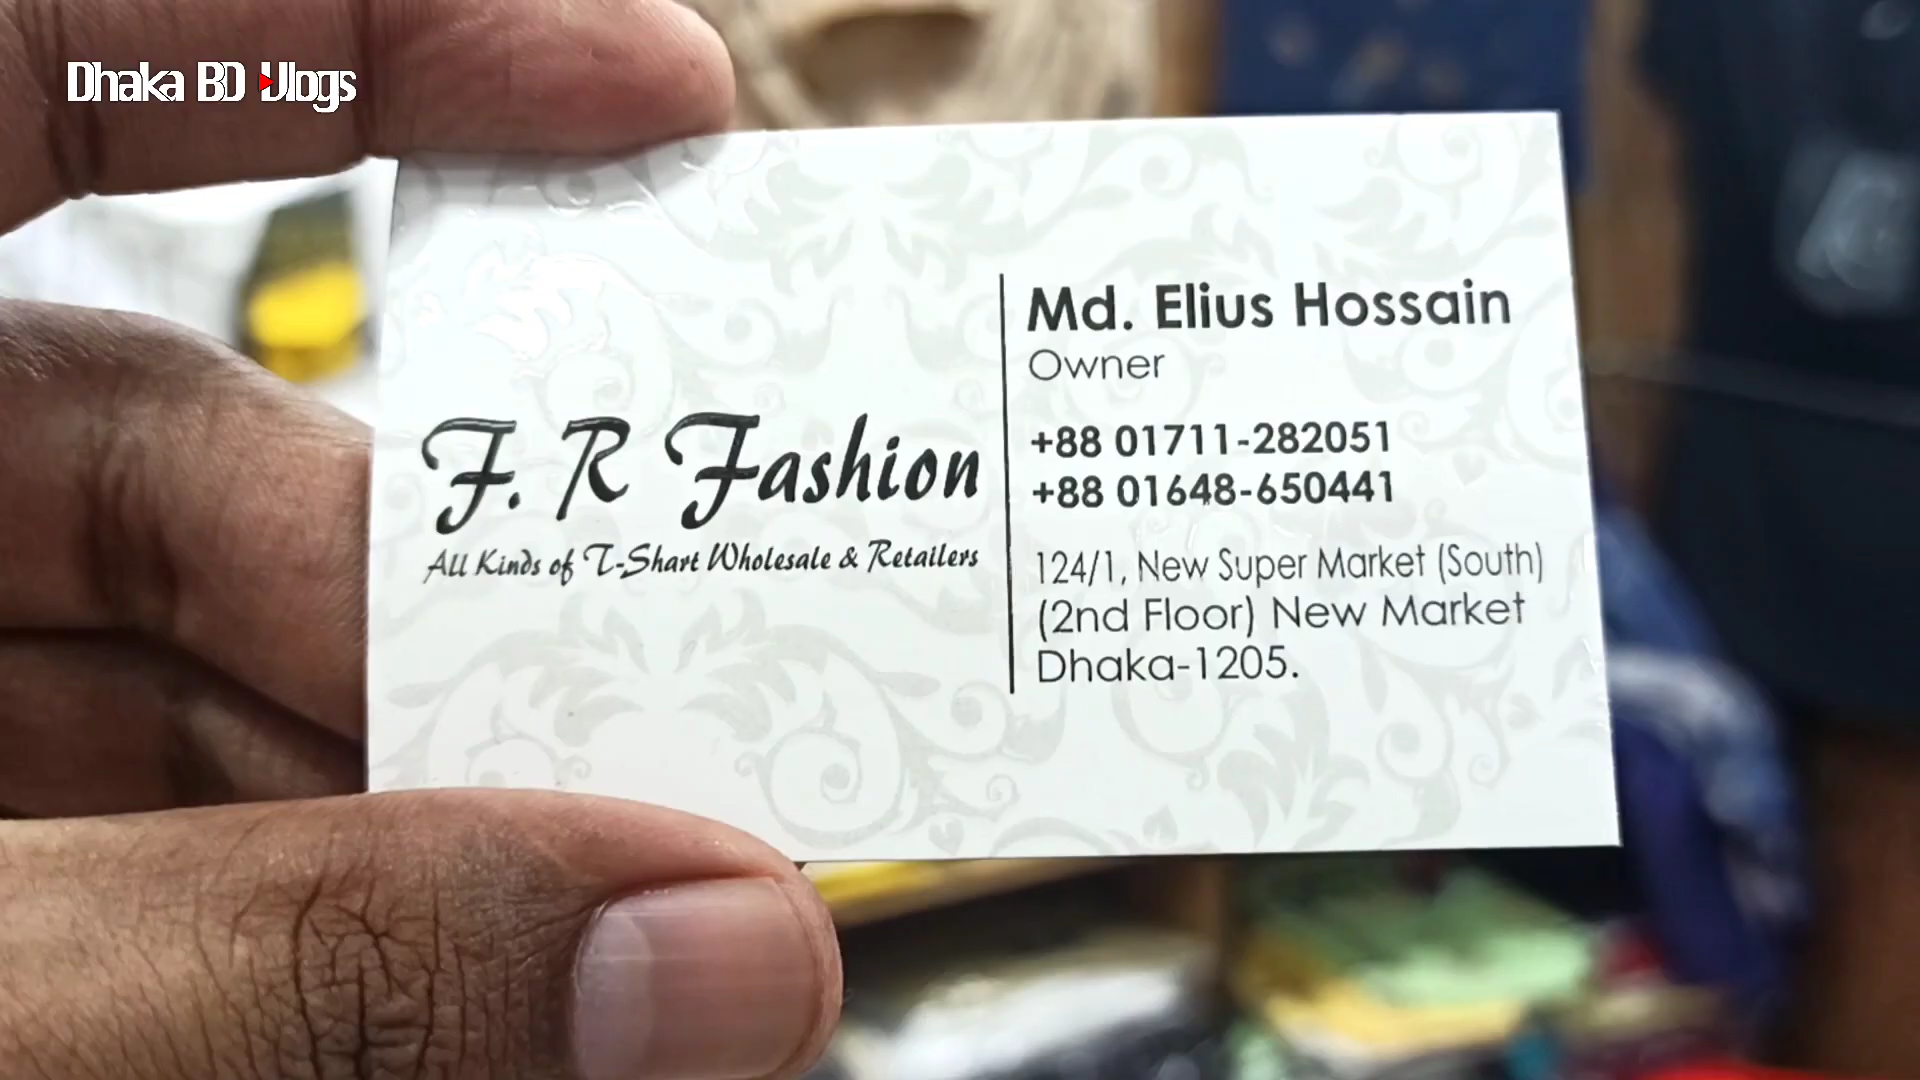 Dhaka BD Vlogs
F. R Fashion
All Kinds of T-Shart Wholesale & Retailers
Md. Elius Hossain
Owner
+88 01711-282051
+88 01648-650441
124/1, New Super Market (South)
(2nd Floor) New Market
Dhaka-1205.